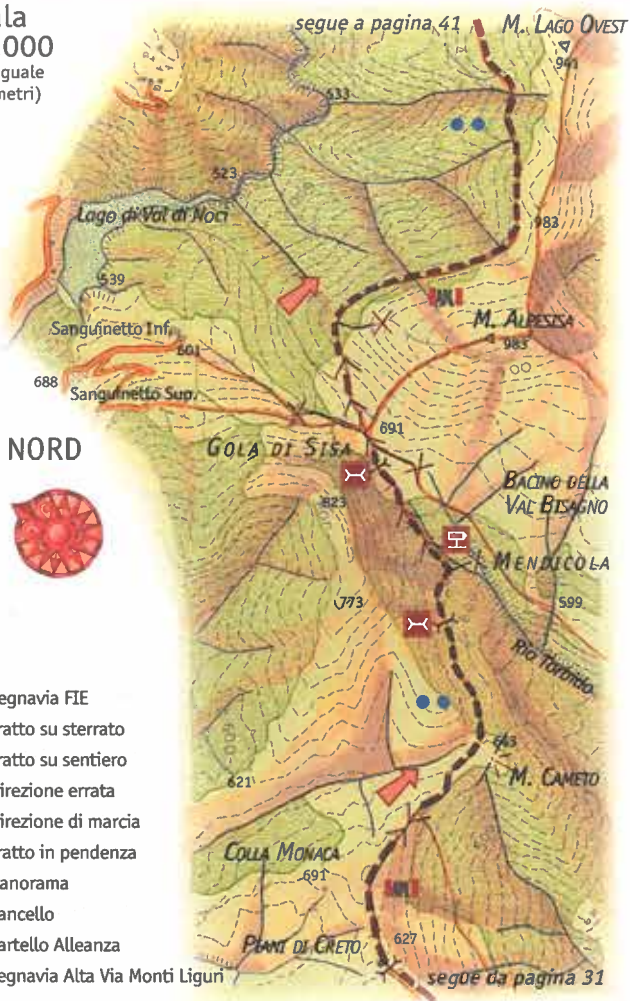 ala
000
guale
metri)
segue a pagina 41
M. LAGO OVEST
941
533
523
Lago di Val di Noci
983
539
AV
M. ALPESISA
983
Sanguinetto Inf.
601
688
Sanguinetto Sup.
691
NORD
GOLA DI SISA
823
BACINO DELLA
VAL BISAGNO
MENDICOLA
773
599
Rio Torbido
egnavia FIE
ratto su sterrato
ratto su sentiero
irezione errata
irezione di marcia
ratto in pendenza
anorama
ancello
artello Alleanza
egnavia Alta Via Monti Liguri
643
621
M. CAMETO
COLLA MONACA
691
AV
PIANI DI CRETO
627
segue da pagina 31